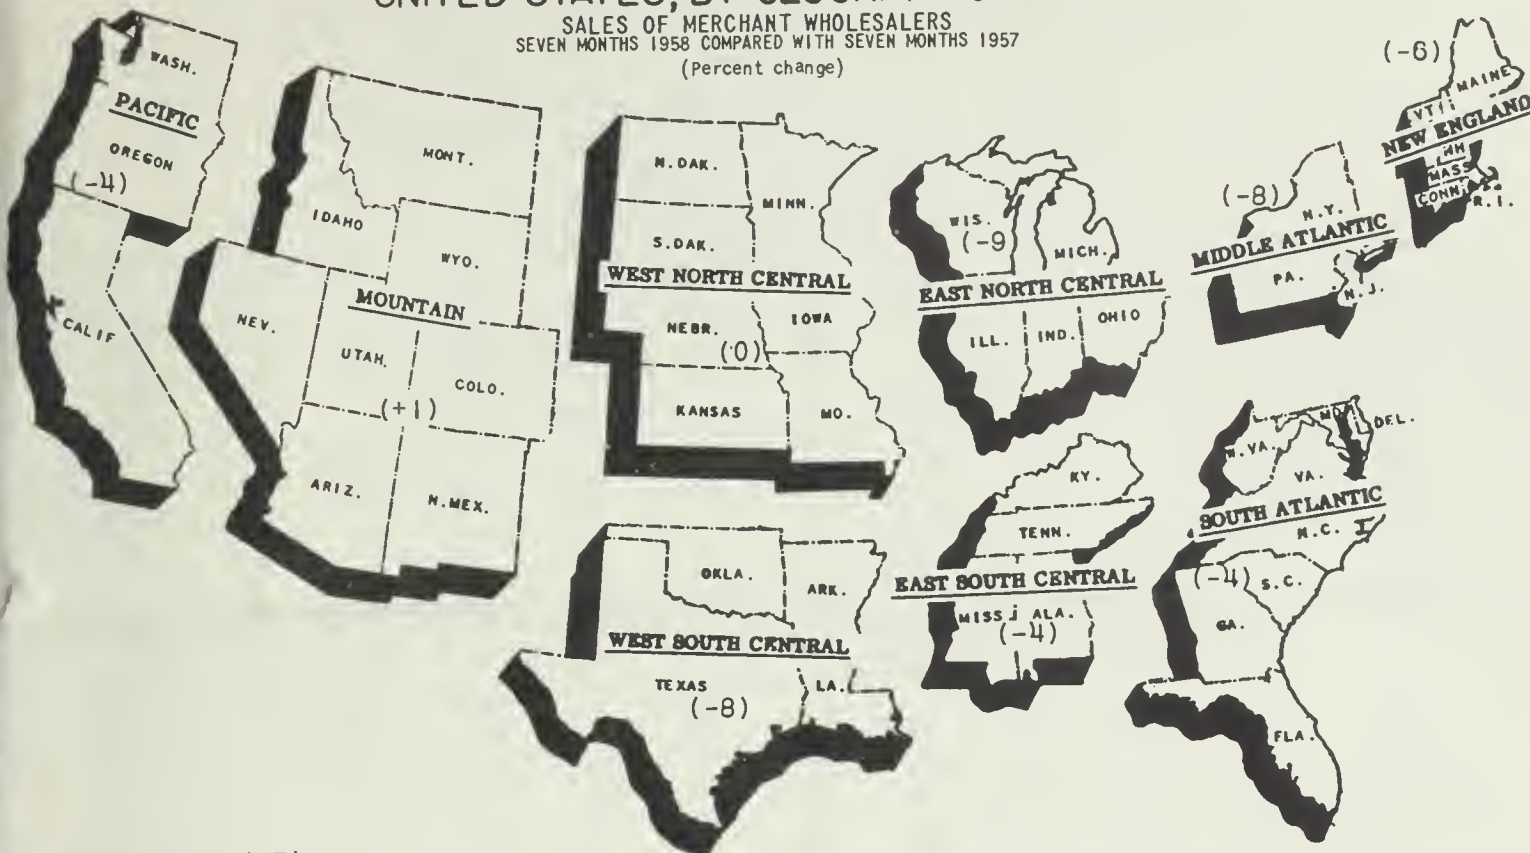 UNITED STATES, BY
SALES OF MERCHANT WHOLESALERS
SEVEN MONTHS 1958 COMPARED WITH SEVEN MONTHS 1957
(Percent change)
WASH.
PACIFIC
OREGON
(-4)
CALIF
MONT.
IDAHO
WYO.
MOUNTAIN
NEV.
UTAH.
COLO.
(+1)
ARIZ.
N.MEX.
N.DAK.
MINN.
S.DAK.
WEST NORTH CENTRAL
NEBR.
IOWA
(0)
KANSAS
MO.
OKLA.
ARK.
WEST SOUTH CENTRAL
TEXAS
LA.
(-8)
WIS.
(-9
MICH.
EAST NORTH CENTRAL
ILL.
IND.
OHIO
KY.
TENN.
EAST SOUTH CENTRAL
MISS
ALA.
(-4)
(-8)
N.Y.
MIDDLE ATLANTIC
PA.
N.J.
(-6)
MAINE
VT
NEW ENGLAND
NH
MASS
CONN
R.I.
MD
DEL.
W.VA.
VA.
SOUTH ATLANTIC
N.C.
(-4)
S.C.
GA.
FLA.